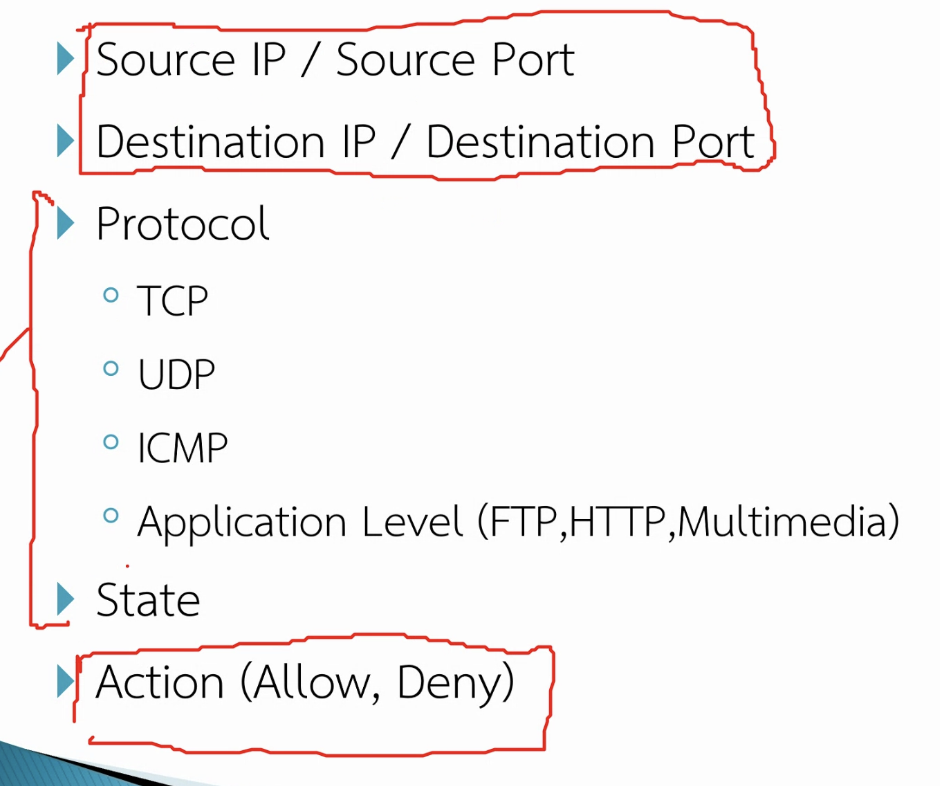 Source IP / Source Port
Destination IP / Destination Port
Protocol
TCP
UDP
ICMP
Application Level (FTP,HTTP,Multimedia)
State
Action (Allow, Deny)